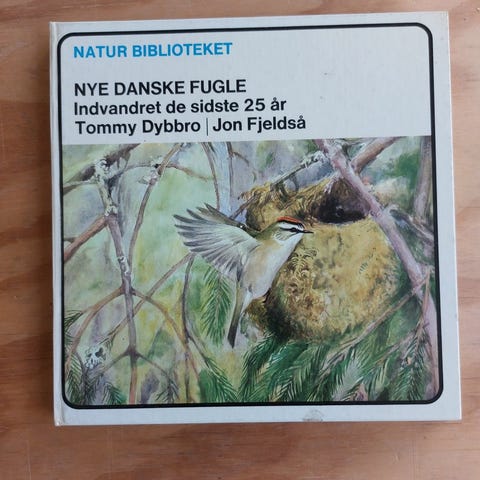 NATUR BIBLIOTEKET
NYE DANSKE FUGLE
Indvandret de sidste 25 år
Tommy Dybbro | Jon Fjeldså